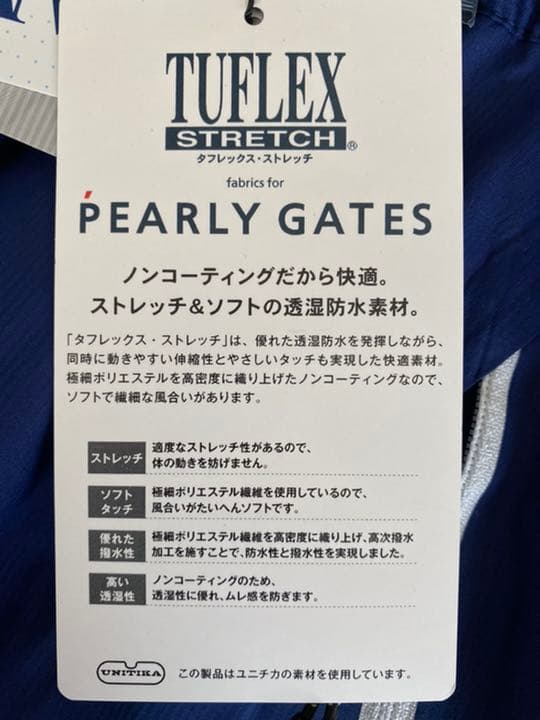 TUFLEX
STRETCH®
タフレックス・ストレッチ
fabrics for
PEARLY GATES
ノンコーティングだから快適。
ストレッチ&ソフトの透湿防水素材。
「タフレックス・ストレッチ」は、優れた透湿防水を発揮しながら、
同時に動きやすい伸縮性とやさしいタッチも実現した快適素材。
極細ポリエステルを高密度に織り上げたノンコーティングなので、
ソフトで繊細な風合いがあります。
ストレッチ
適度なストレッチ性があるので、
体の動きを妨げません。
ソフト
タッチ
極細ポリエステル繊維を使用しているので、
風合いがたいへんソフトです。
優れた
撥水性
極細ポリエステル繊維を高密度に織り上げ、高次撥水
加工を施すことで、防水性と撥水性を実現しました。
高い
透湿性
ノンコーティングのため、
透湿性に優れ、ムレ感を防ぎます。
UNITIKA
この製品はユニチカの素材を使用しています。